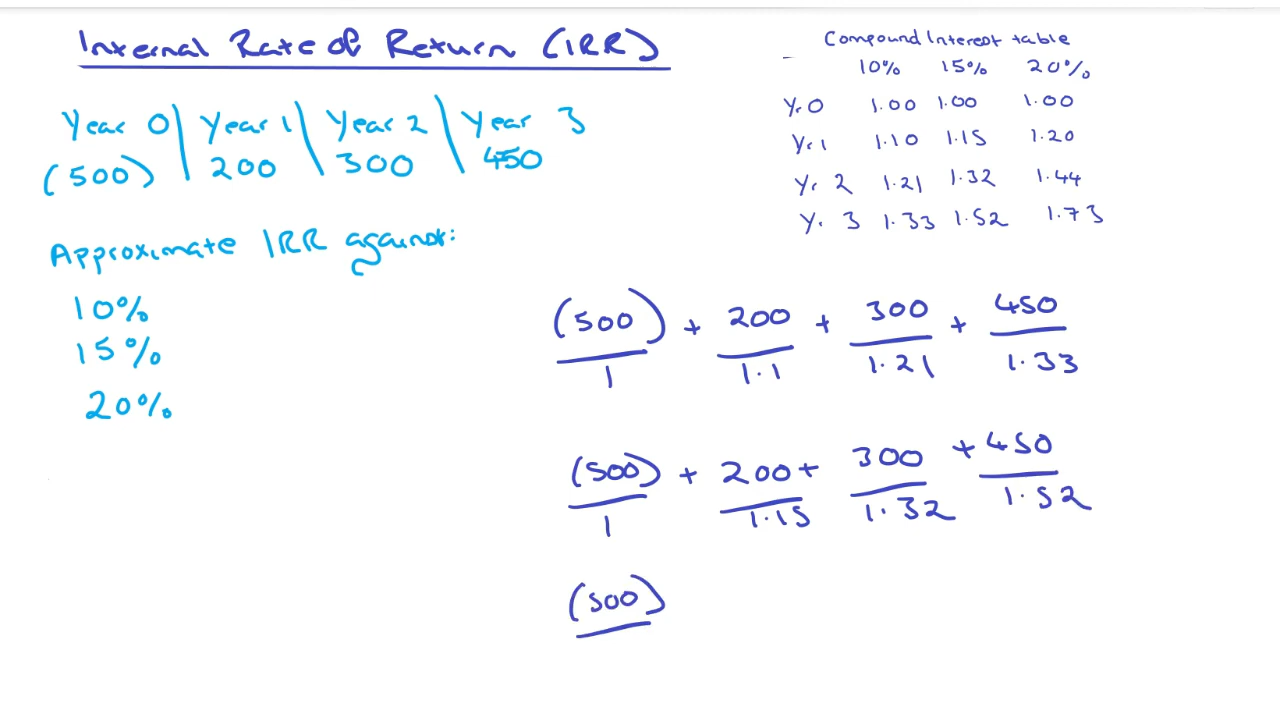 Internal Rate of Return (IRR)
Year 0 | Year 1 | Year 2 | Year 3
(500) | 200 | 300 | 450
Approximate IRR against:
10%
15%
20%
Compound Interest table
10% 15% 20%
Yr 0 1.00 1.00 1.00
Yr 1 1.10 1.15 1.20
Yr 2 1.21 1.32 1.44
Yr 3 1.33 1.52 1.73
(500) + 200 + 300 + 450
1 1.1 1.21 1.33
(500) + 200 + 300 + 450
1 1.15 1.32 1.52
(500)